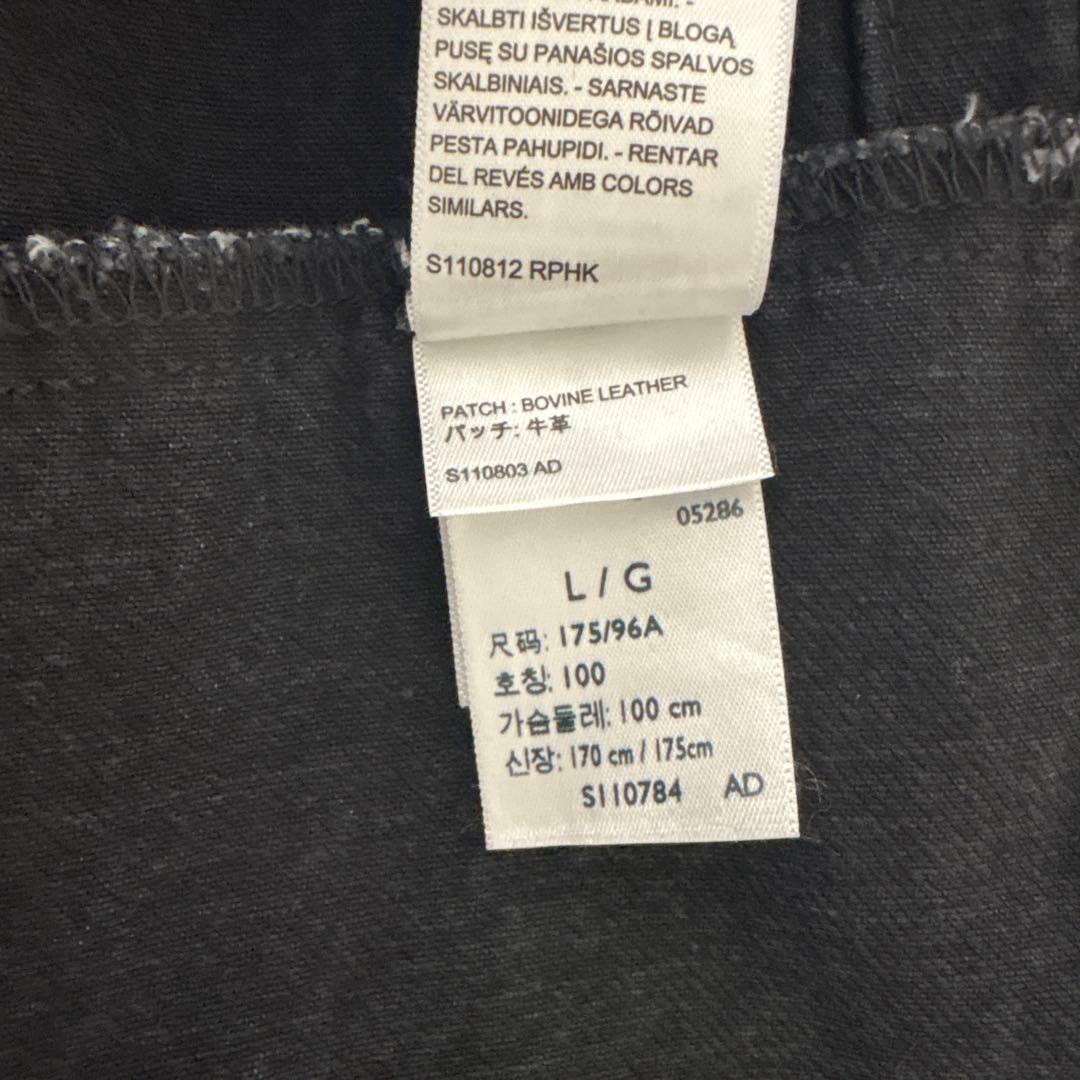 SKALBTI IŠVERTUS Į BLOGĄ
PUSĘ SU PANAŠIOS SPALVOS
SKALBINIAIS. - SARNASTE
VÄRVITOONIDEGA RÕIVAD
PESTA PAHUPIDI. - RENTAR
DEL REVÉS AMB COLORS
SIMILARS.
S110812 RPHK
PATCH : BOVINE LEATHER
パッチ: 牛革
S110803 AD
05286
L / G
尺码: 175/96A
호칭: 100
가슴둘레: 100 cm
신장: 170 cm / 175cm
S110784 AD